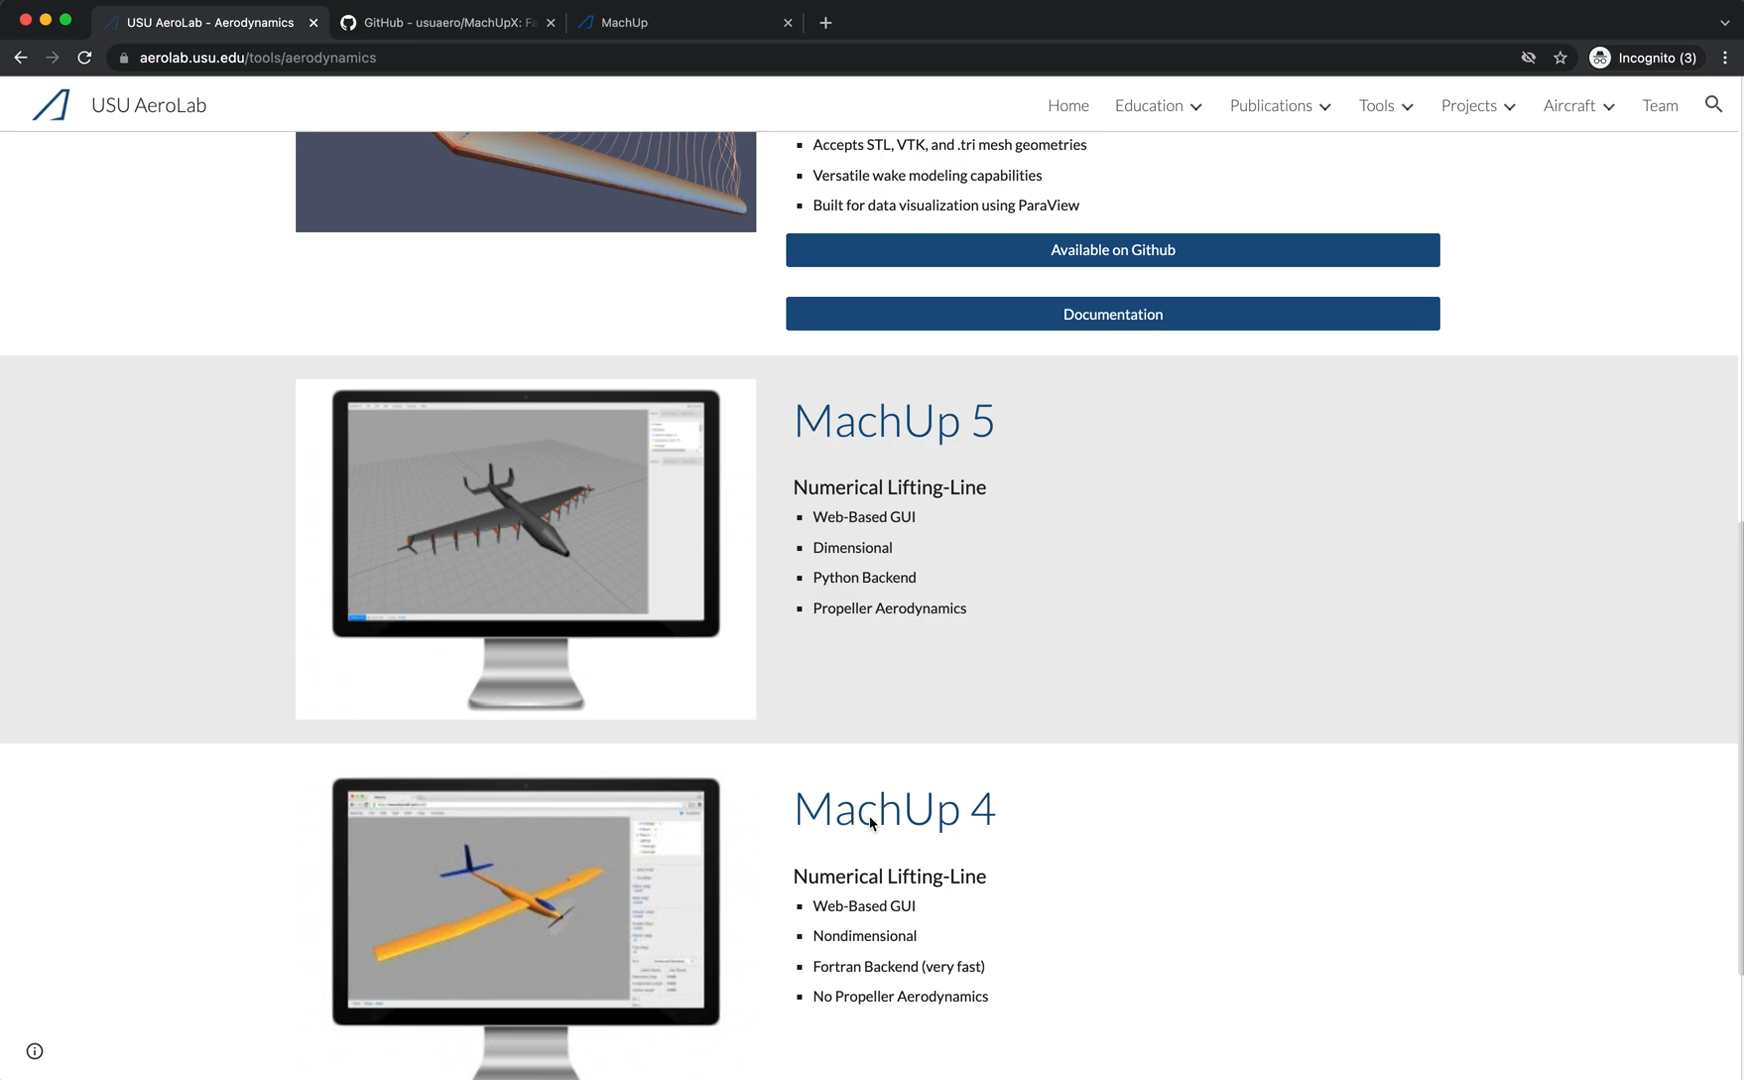 USU AeroLab - Aerodynamics
GitHub - usuaero/MachUpX: Fa
MachUp
aerolab.usu.edu/tools/aerodynamics
Incognito (3)
USU AeroLab
Home
Education
Publications
Tools
Projects
Aircraft
Team
Accepts STL, VTK, and .tri mesh geometries
Versatile wake modeling capabilities
Built for data visualization using ParaView
Available on Github
Documentation
MachUp 5
Numerical Lifting-Line
Web-Based GUI
Dimensional
Python Backend
Propeller Aerodynamics
MachUp 4
Numerical Lifting-Line
Web-Based GUI
Nondimensional
Fortran Backend (very fast)
No Propeller Aerodynamics